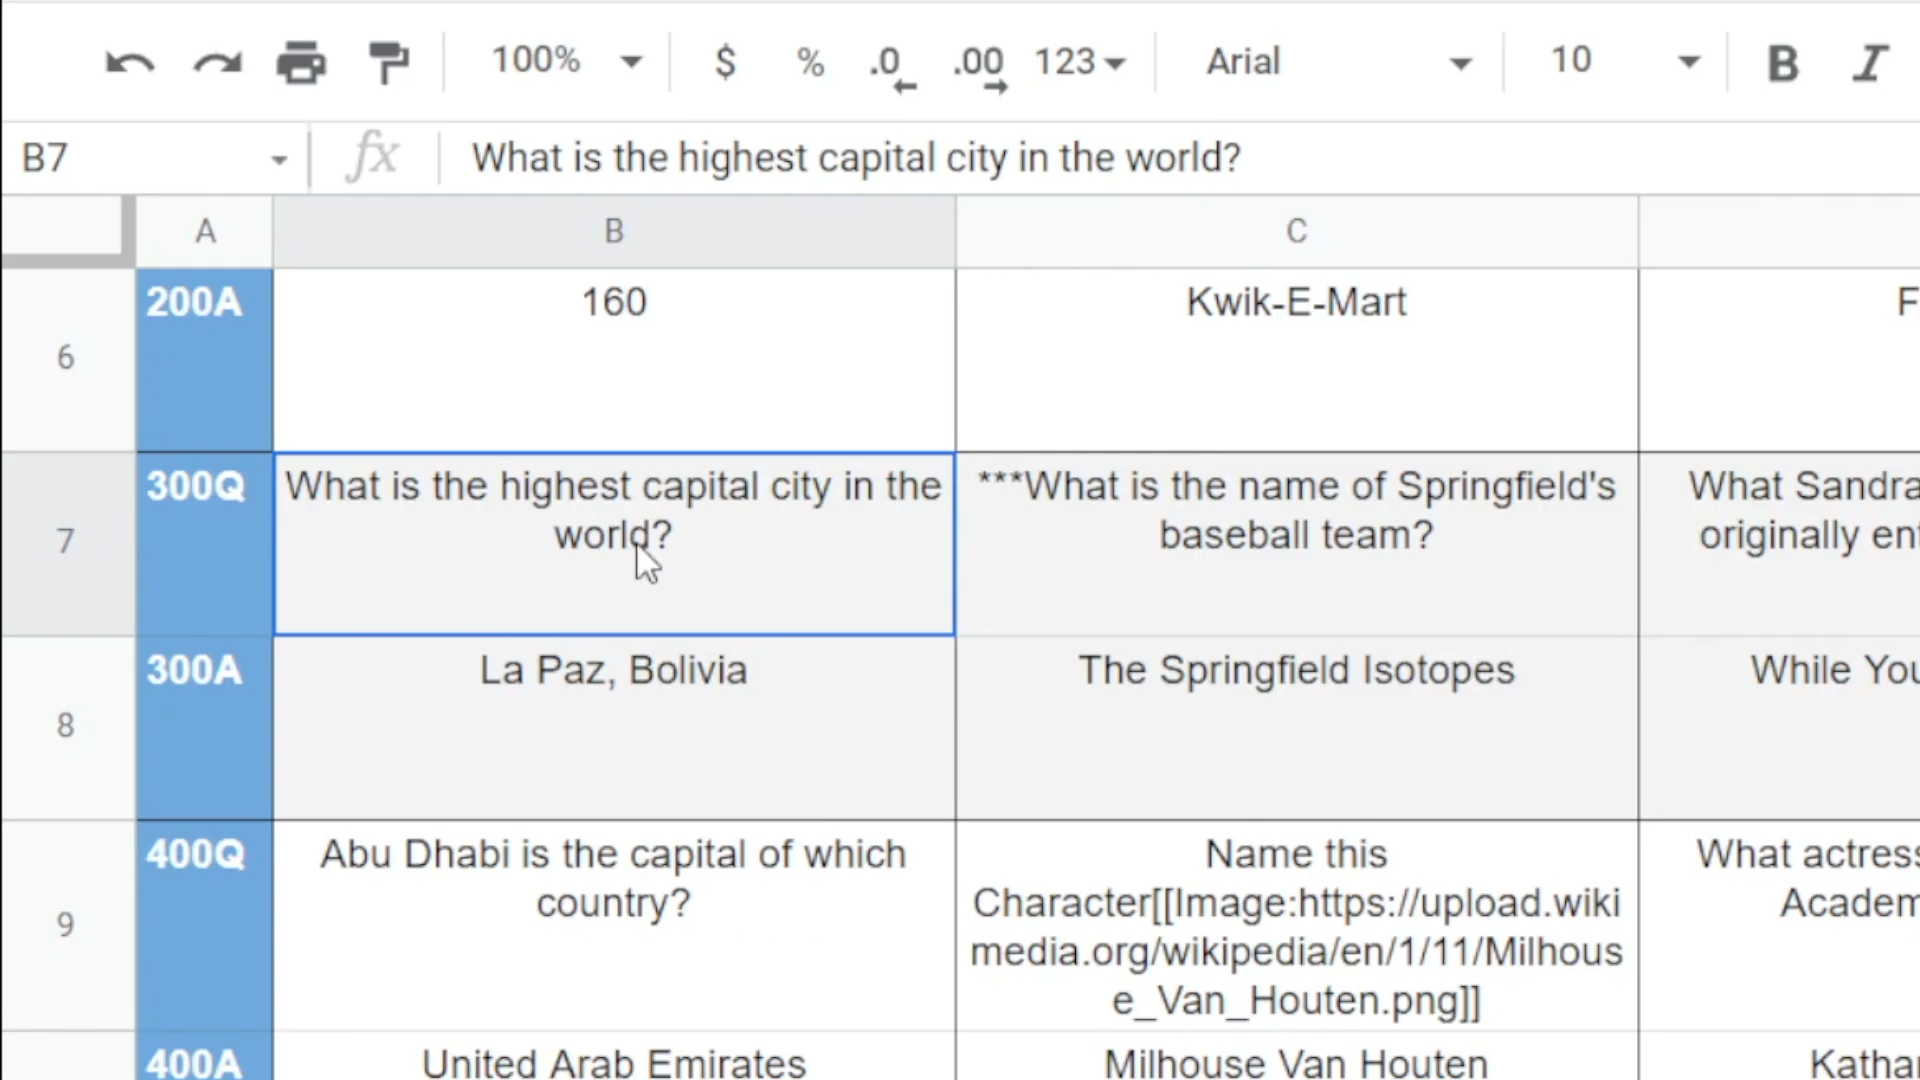 100% $ % .0 .00 123 Arial 10 B I
B7 fx What is the highest capital city in the world?
A B C
6 200A 160 Kwik-E-Mart F
7 300Q What is the highest capital city in the
world?
***What is the name of Springfield's
baseball team?
What Sandra
originally en
8 300A La Paz, Bolivia The Springfield Isotopes While You
9 400Q Abu Dhabi is the capital of which
country?
Name this
Character[[Image:https://upload.wiki
media.org/wikipedia/en/1/11/Milhous
e_Van_Houten.png]]
What actress
Academ
400A United Arab Emirates Milhouse Van Houten Kathar